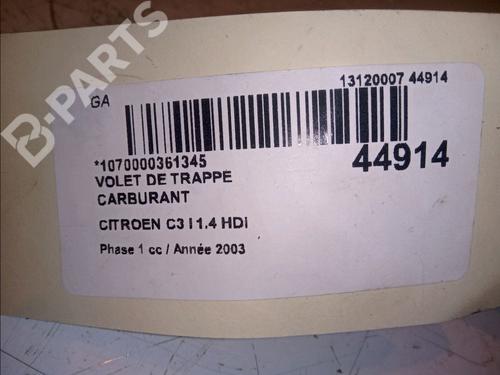 B-PARTS
GA
13120007 44914
*1070000361345
44914
VOLET DE TRAPPE
CARBURANT
CITROEN C3 I 1.4 HDi
Phase 1 cc / Année 2003